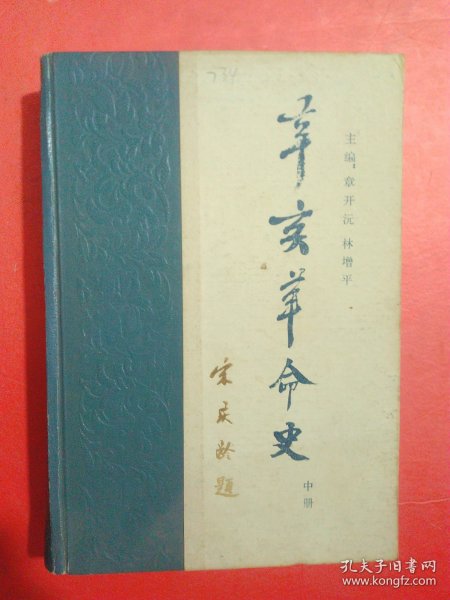 734
主编 章开沅 林增平
辛亥革命史
中册
宋庆龄题
孔夫子旧书网
www.kongfz.com